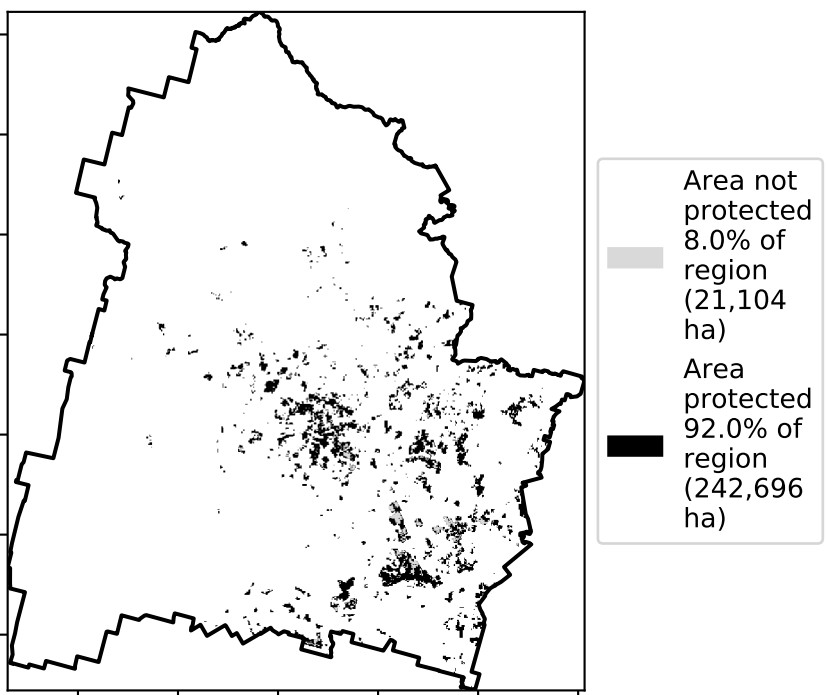 Area not
protected
8.0% of
region
(21,104
ha)
Area
protected
92.0% of
region
(242,696
ha)